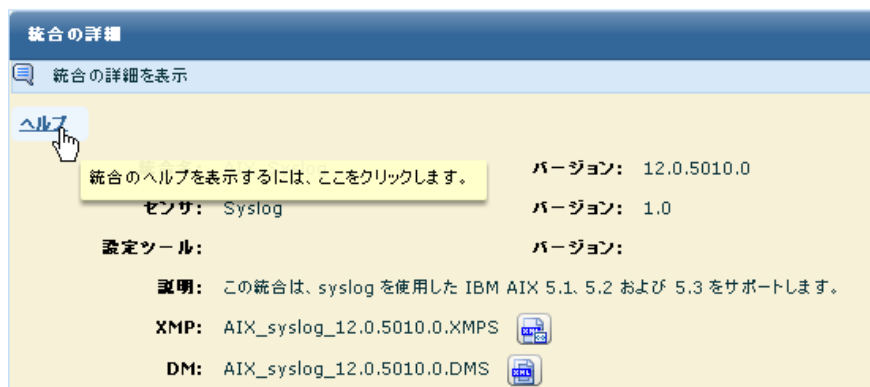 統合の詳細
統合の詳細を表示
ヘルプ
バージョン: 12.0.5010.0
統合のヘルプを表示するには、ここをクリックします。
センサ: Syslog バージョン: 1.0
設定ツール: バージョン:
説明: この統合は、syslog を使用した IBM AIX 5.1、5.2 および 5.3 をサポートします。
XMP: AIX_syslog_12.0.5010.0.XMPS
DM: AIX_syslog_12.0.5010.0.DMS